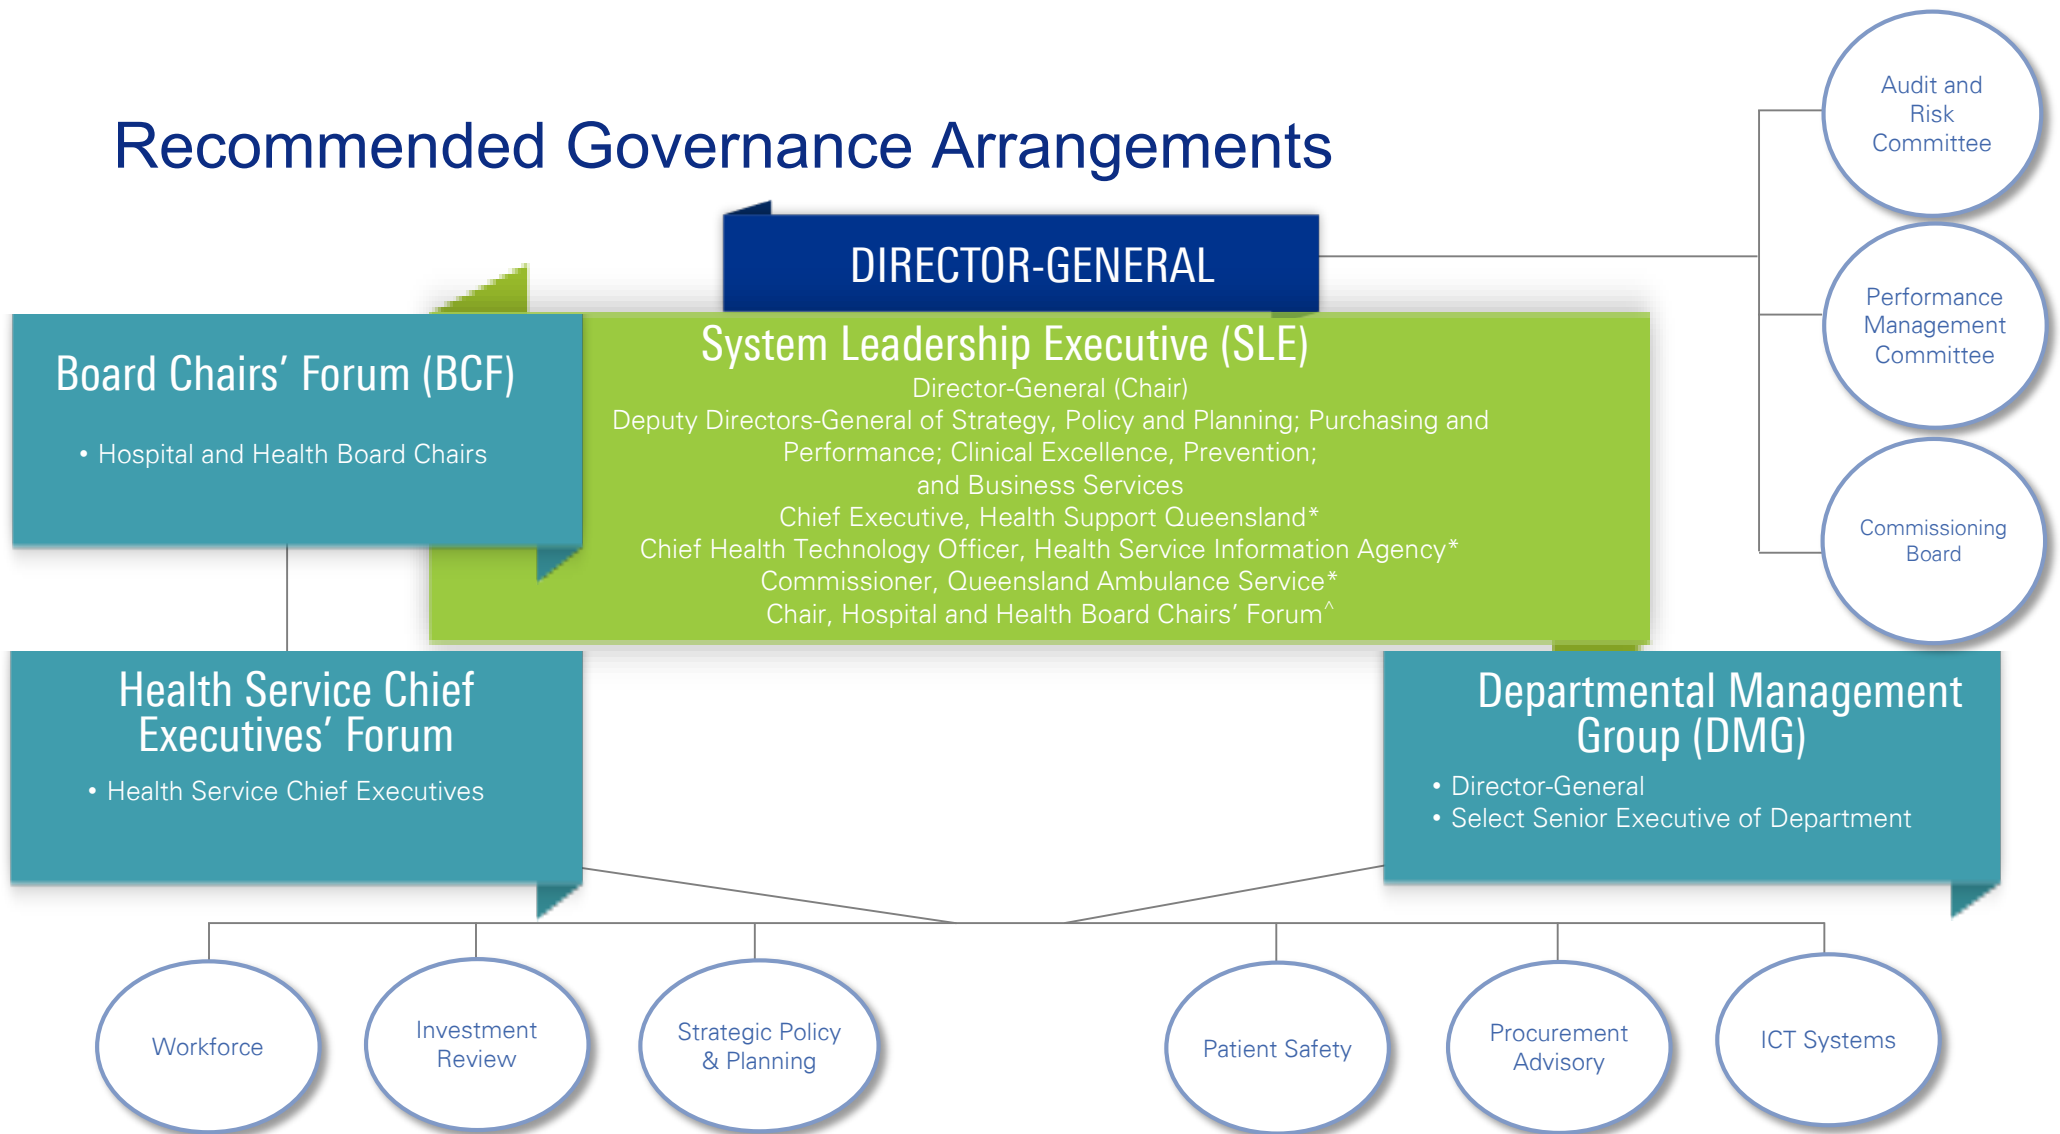 Recommended Governance Arrangements
Audit and
Risk
Committee
DIRECTOR-GENERAL
Performance
Management
Committee
Commissioning
Board
Board Chairs’ Forum (BCF)
• Hospital and Health Board Chairs
System Leadership Executive (SLE)
Director-General (Chair)
Deputy Directors-General of Strategy, Policy and Planning; Purchasing and
Performance; Clinical Excellence, Prevention;
and Business Services
Chief Executive, Health Support Queensland*
Chief Health Technology Officer, Health Service Information Agency*
Commissioner, Queensland Ambulance Service*
Chair, Hospital and Health Board Chairs’ Forum^
Health Service Chief
Executives’ Forum
• Health Service Chief Executives
Departmental Management
Group (DMG)
• Director-General
• Select Senior Executive of Department
Workforce
Investment
Review
Strategic Policy
& Planning
Patient Safety
Procurement
Advisory
ICT Systems